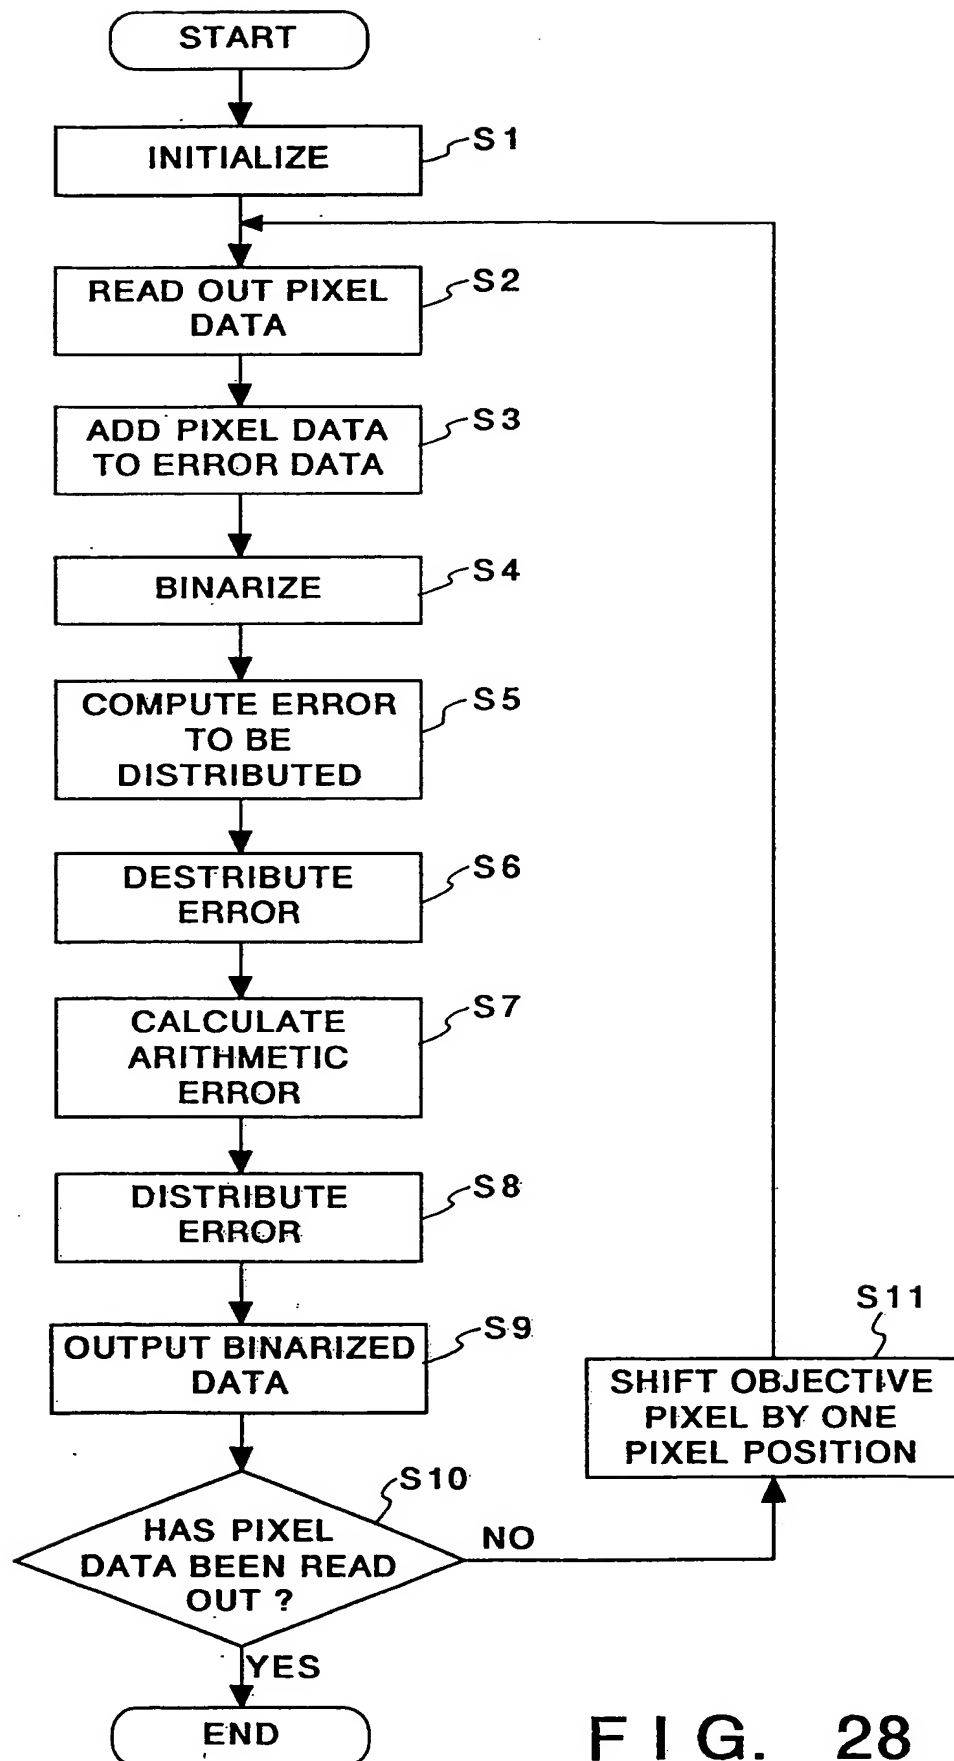 START
S1
INITIALIZE
S2
READ OUT PIXEL
DATA
S3
ADD PIXEL DATA
TO ERROR DATA
S4
BINARIZE
S5
COMPUTE ERROR
TO BE
DISTRIBUTED
S6
DESTRIBUTE
ERROR
S7
CALCULATE
ARITHMETIC
ERROR
S8
DISTRIBUTE
ERROR
S9
OUTPUT BINARIZED
DATA
S11
SHIFT OBJECTIVE
PIXEL BY ONE
PIXEL POSITION
S10
HAS PIXEL
DATA BEEN READ
OUT ?
NO
YES
END
FIG. 28